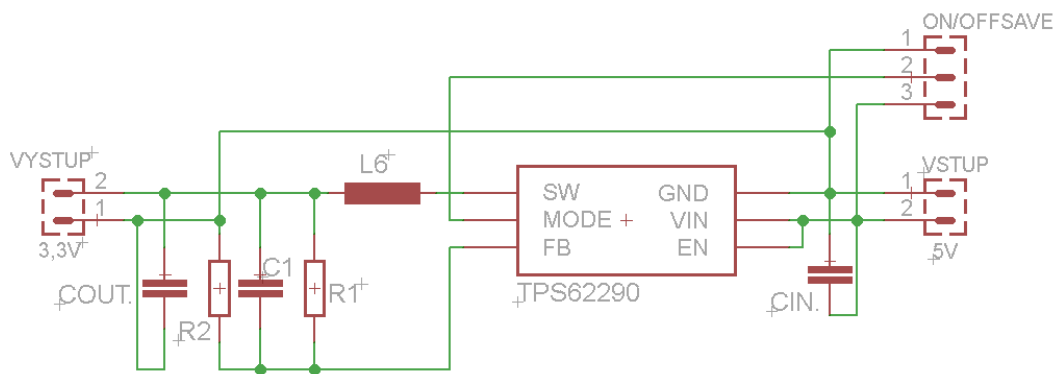 ON/OFFSAVE
1
2
3
VYSTUP
2
1
3,3V
L6
SW
MODE
FB
GND
VIN
EN
TPS62290
VSTUP
1
2
5V
COUT.
R2
C1
R1
CIN.